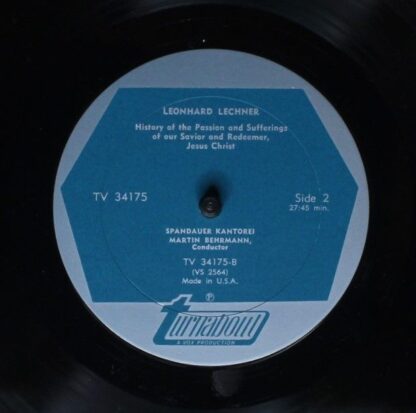 LEONHARD LECHNER
History of the Passion and Sufferings
of our Savior and Redeemer,
Jesus Christ
TV 34175
Side 2
27:45 min.
SPANDAUER KANTOREI
MARTIN BEHRMANN,
Conductor
TV 34175-B
(VS 2564)
Made in U.S.A.
℗
turnabout
A VOX PRODUCTION